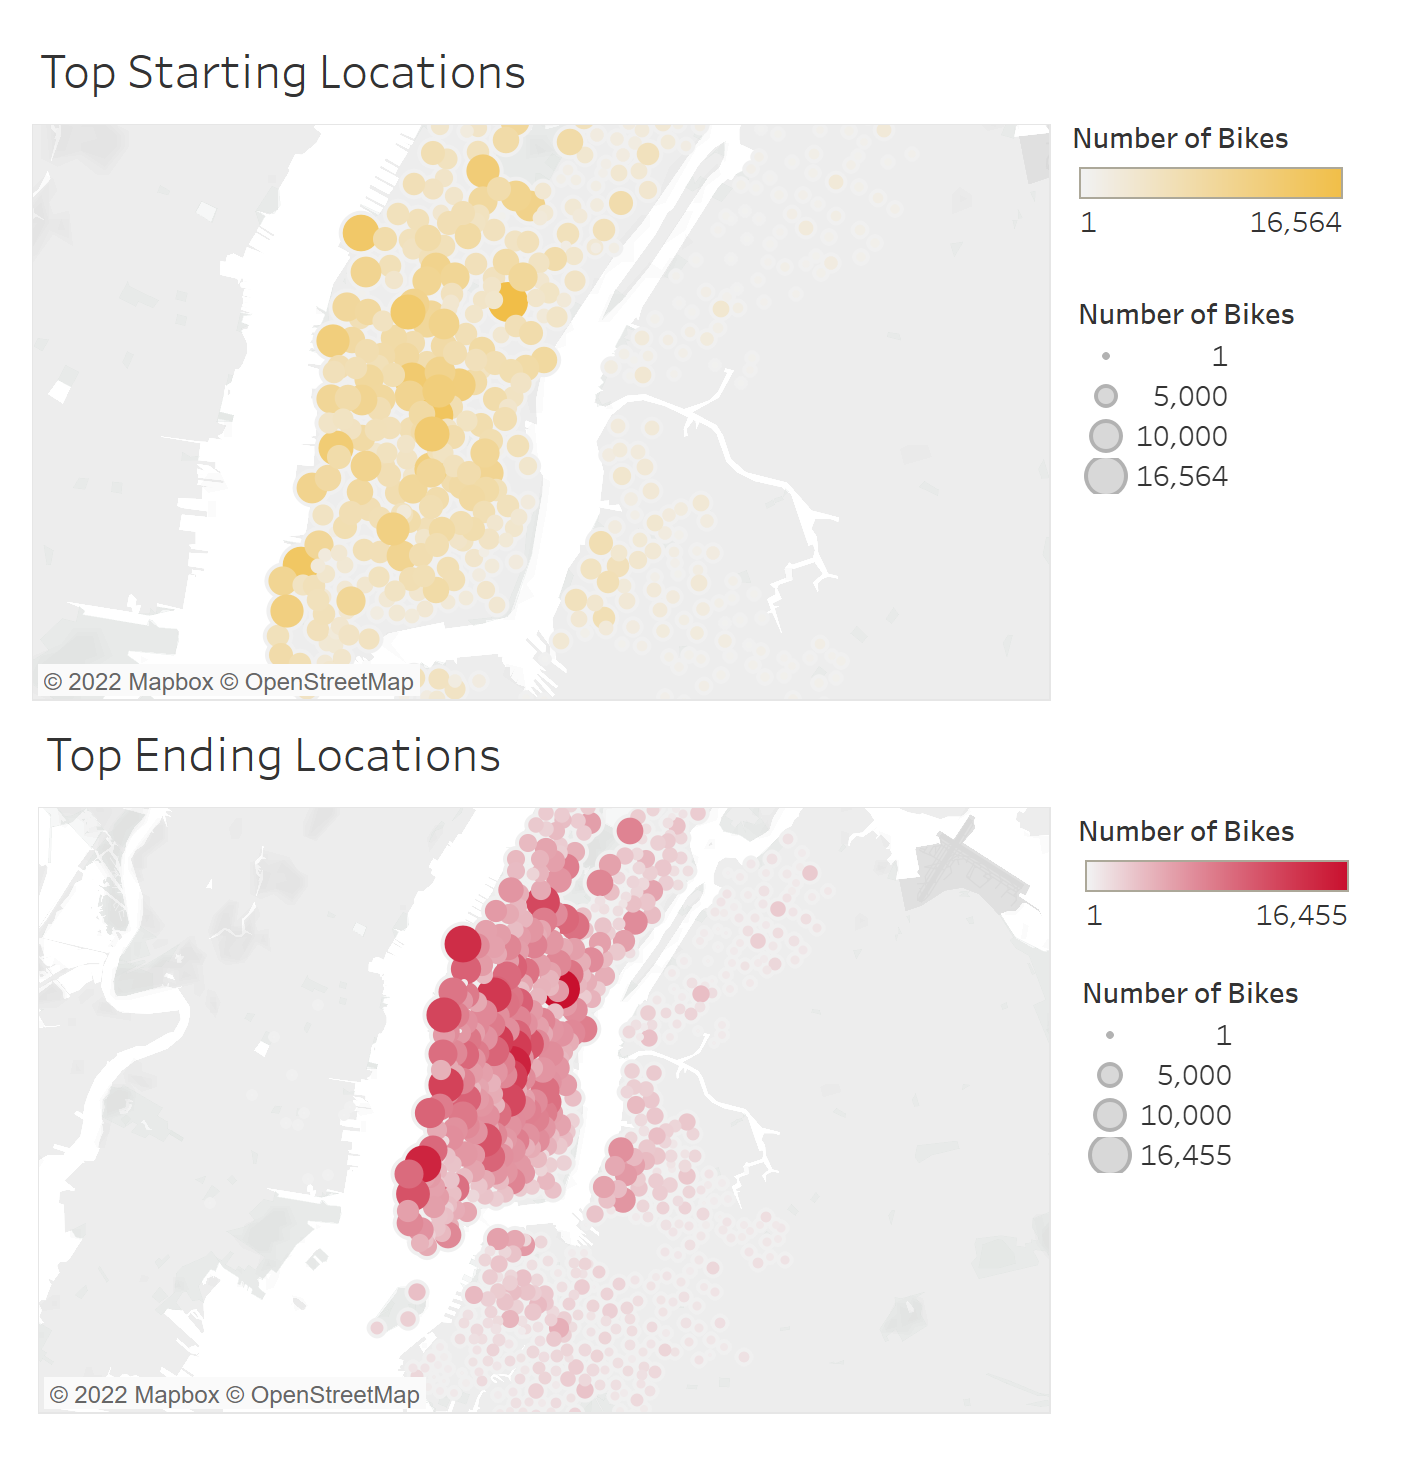 Top Starting Locations
Number of Bikes
1 16,564
Number of Bikes
1
5,000
10,000
16,564
© 2022 Mapbox © OpenStreetMap
Top Ending Locations
Number of Bikes
1 16,455
Number of Bikes
1
5,000
10,000
16,455
© 2022 Mapbox © OpenStreetMap